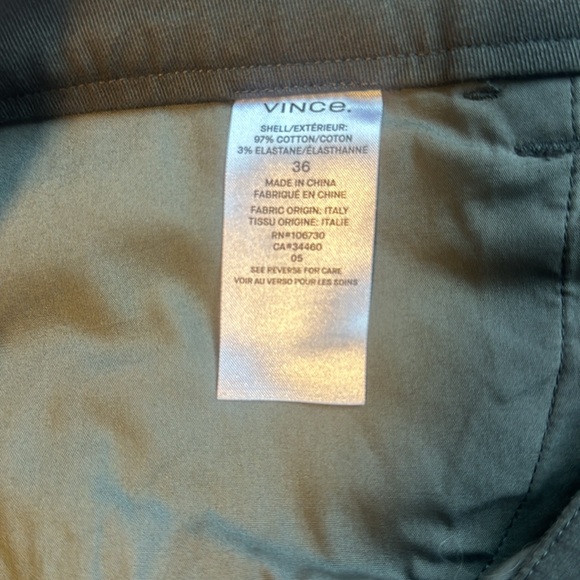 VINCE.
SHELL/EXTÉRIEUR:
97% COTTON/COTON
3% ELASTANE/ÉLASTHANNE
36
MADE IN CHINA
FABRIQUÉ EN CHINE
FABRIC ORIGIN: ITALY
TISSU ORIGINE: ITALIE
RN#106730
CA#34460
05
SEE REVERSE FOR CARE
VOIR AU VERSO POUR LES SOINS